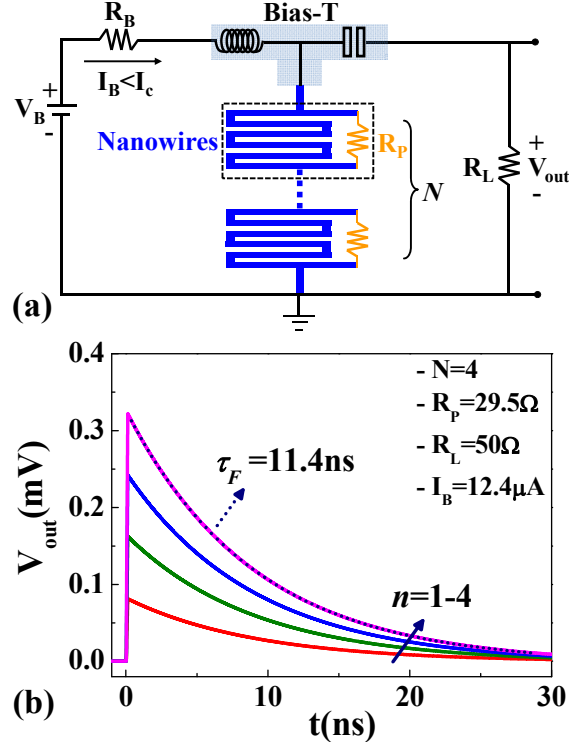 R_B
Bias-T
I_B<I_c
V_B
+
-
Nanowires
R_P
N
R_L
+
V_out
-
(a)
0.4
0.3
0.2
0.1
0.0
V_out(mV)
- N=4
- R_P=29.5Ω
- R_L=50Ω
- I_B=12.4μA
τ_F=11.4ns
n=1-4
0
10
20
30
t(ns)
(b)